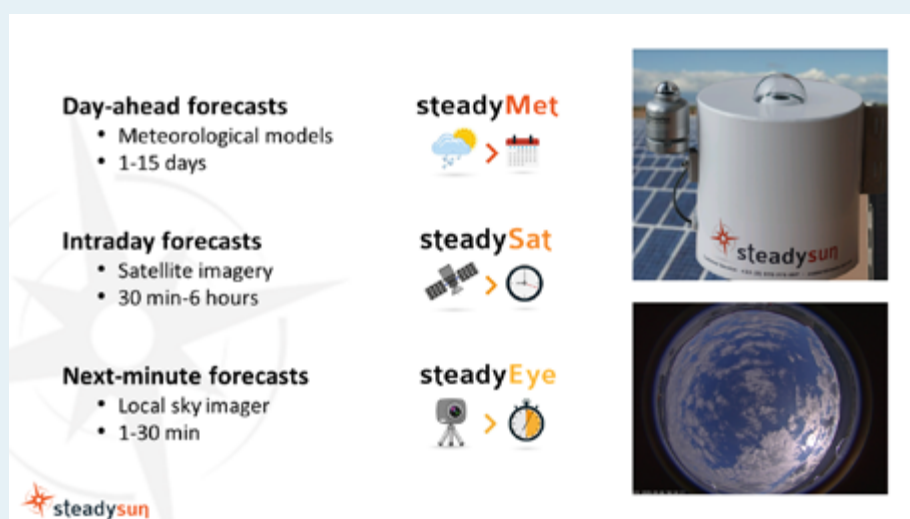 Day-ahead forecasts
• Meteorological models
• 1-15 days
steadyMet
Intraday forecasts
• Satellite imagery
• 30 min-6 hours
steadySat
Next-minute forecasts
• Local sky imager
• 1-30 min
steadyEye
steadysun
steadysun